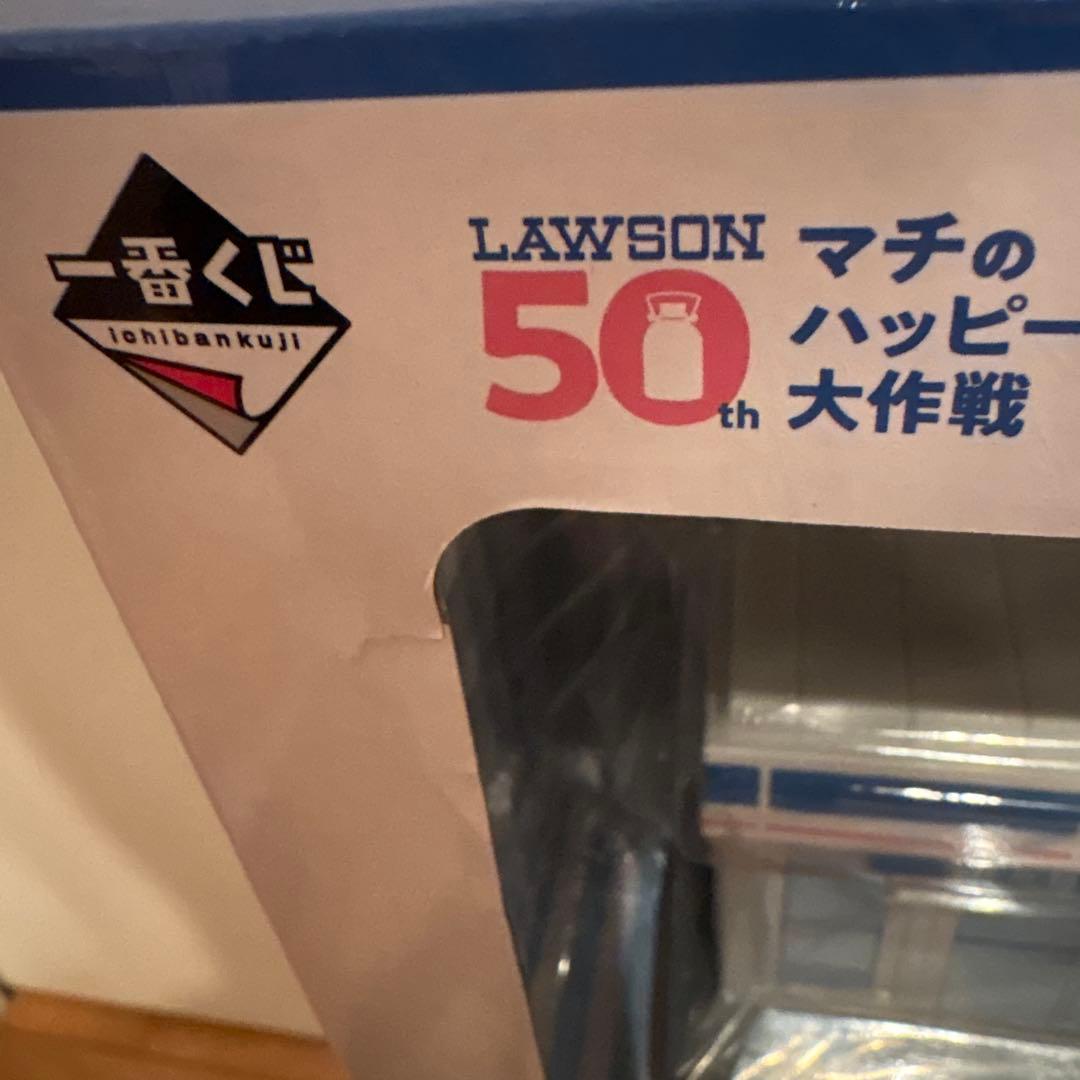 一番くじ
ichibankuji
LAWSON
50th
マチの
ハッピー
大作戦